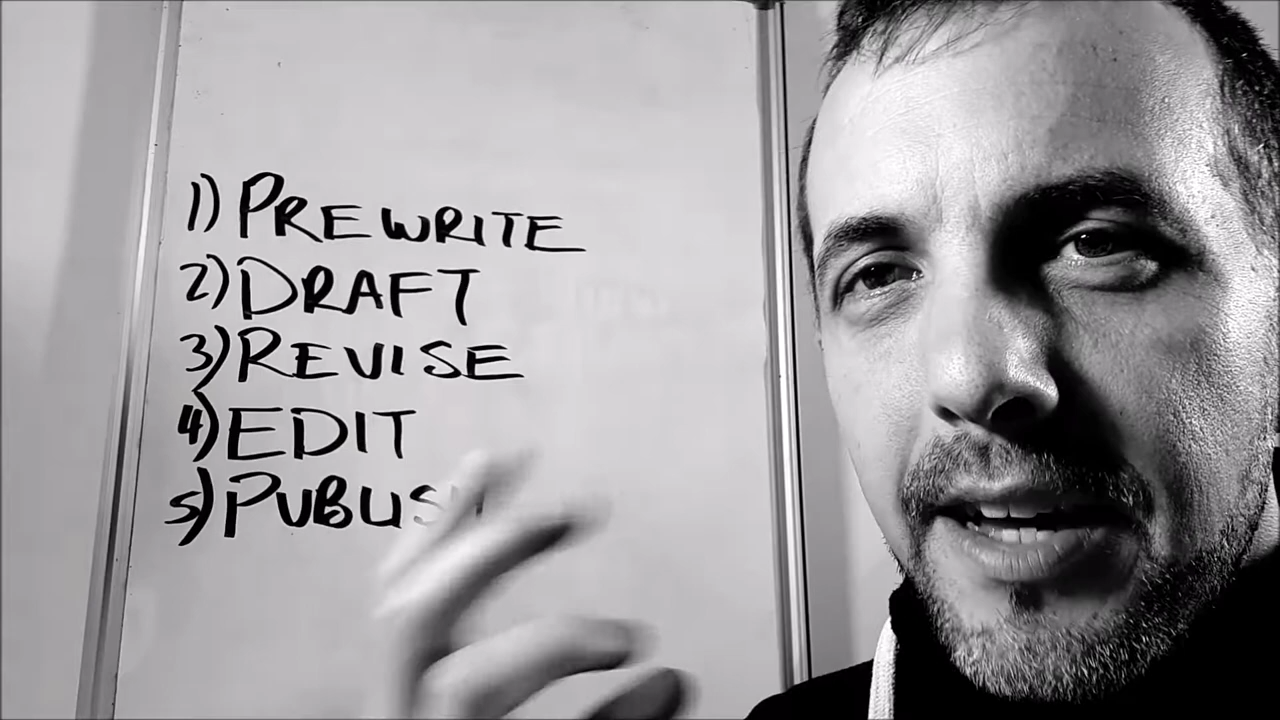 1) PREWRITE
2) DRAFT
3) REVISE
4) EDIT
5) PUBLISH